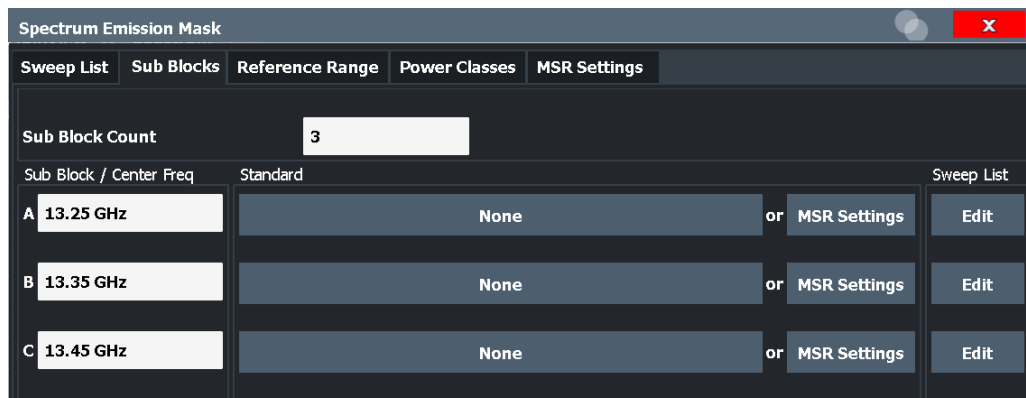 Spectrum Emission Mask
X
Sweep List Sub Blocks Reference Range Power Classes MSR Settings
Sub Block Count 3
Sub Block / Center Freq Standard Sweep List
A 13.25 GHz None or MSR Settings Edit
B 13.35 GHz None or MSR Settings Edit
C 13.45 GHz None or MSR Settings Edit